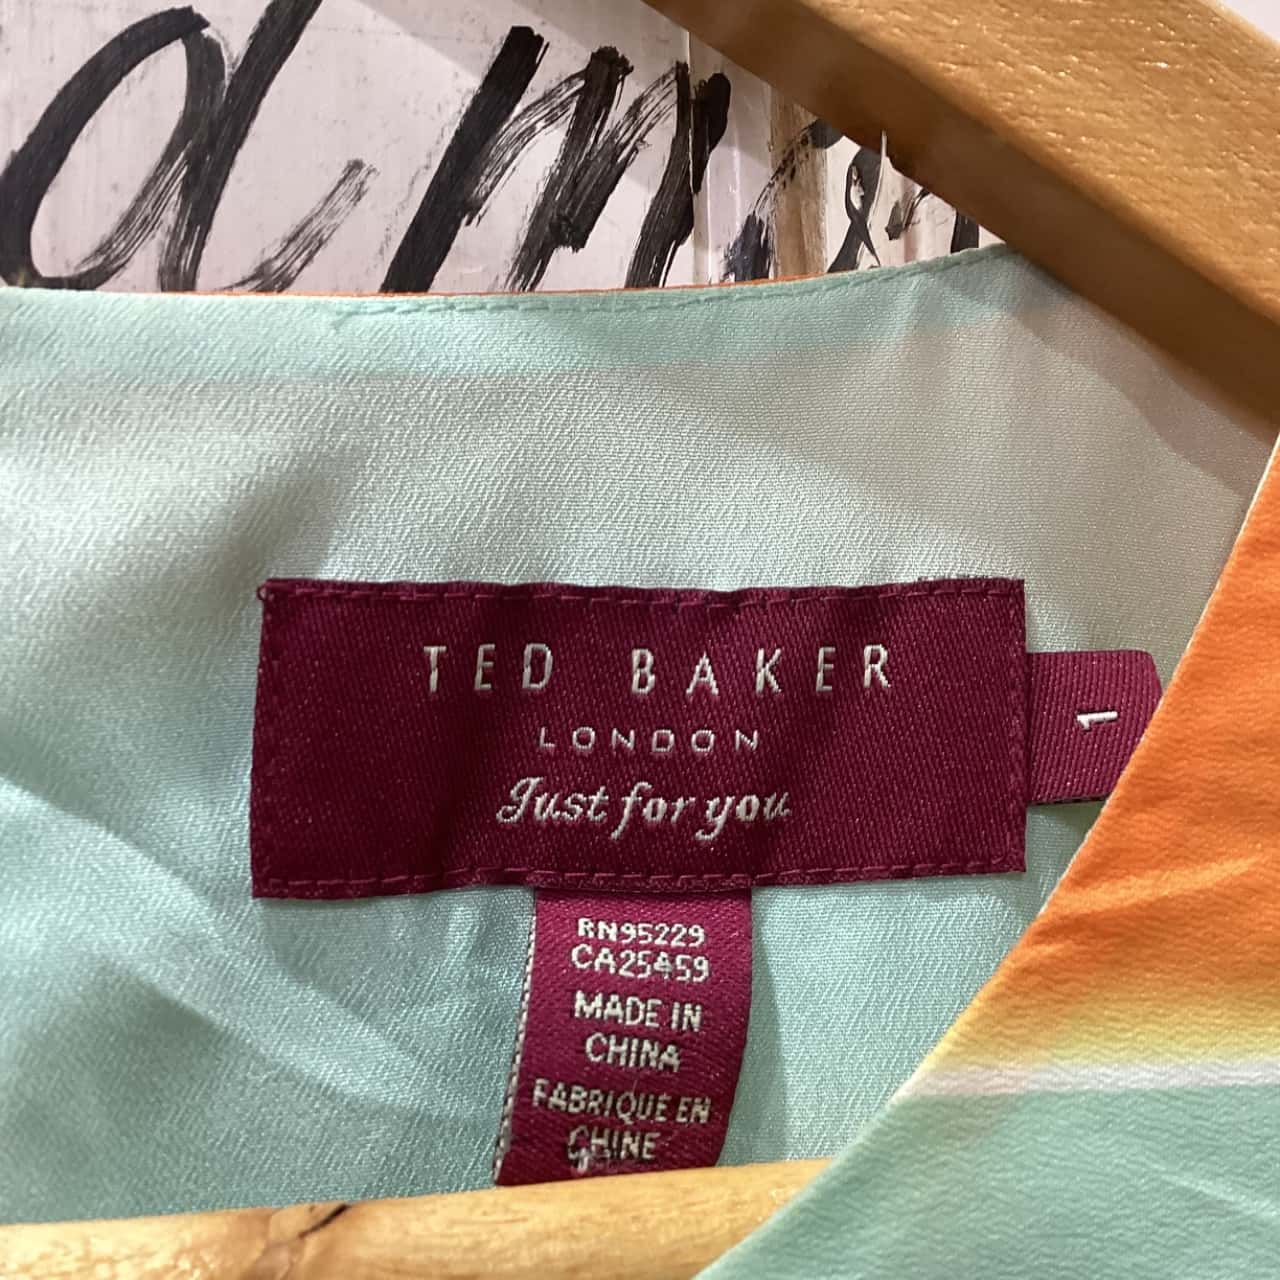 TED BAKER
LONDON
Just for you
1
RN95229
CA25459
MADE IN
CHINA
FABRIQUE EN
CHINE